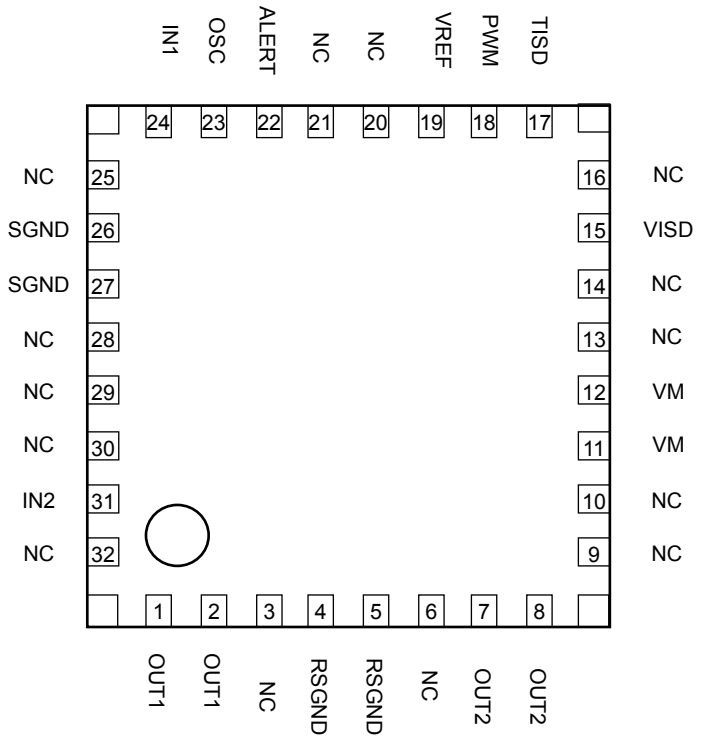 IN1
OSC
ALERT
NC
NC
VREF
PWM
TISD
24 23 22 21 20 19 18 17
NC 25 16 NC
SGND 26 15 VISD
SGND 27 14 NC
NC 28 13 NC
NC 29 12 VM
NC 30 11 VM
IN2 31 10 NC
NC 32 9 NC
1 2 3 4 5 6 7 8
OUT1
OUT1
NC
RSGND
RSGND
NC
OUT2
OUT2